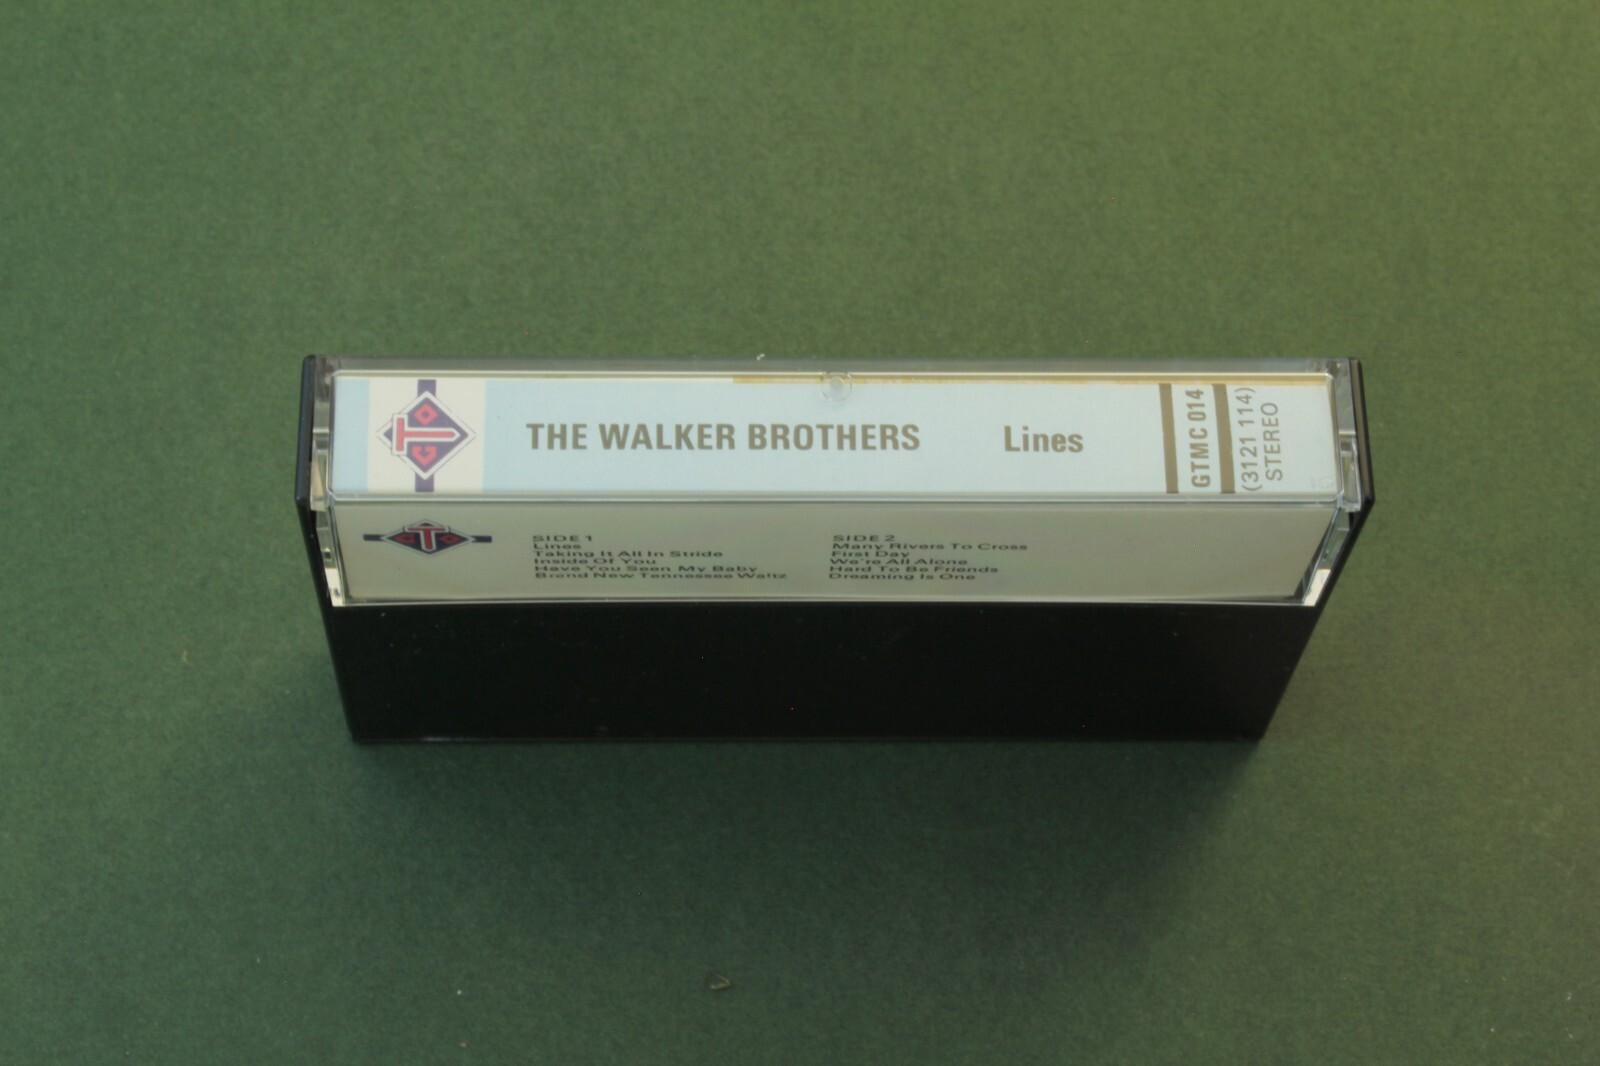 GTO
THE WALKER BROTHERS Lines
GTMC 014
(3121 114)
STEREO
GTO
SIDE 1
Lines
Taking It All In Stride
Inside Of You
Have You Seen My Baby
Brand New Tennessee Waltz
SIDE 2
Many Rivers To Cross
First Day
We're All Alone
Hard To Be Friends
Dreaming Is One